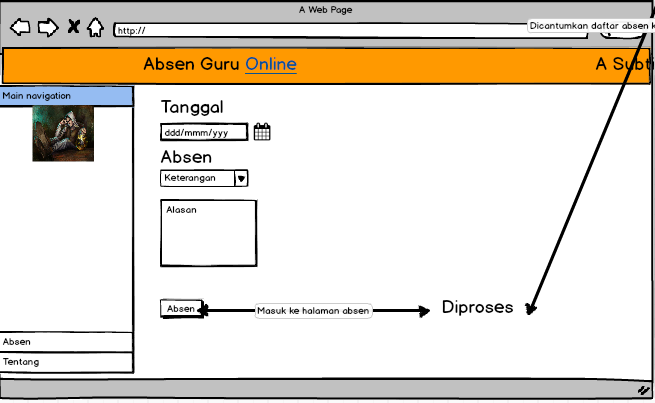 A Web Page
http://
Dicantumkan daftar absen
Absen Guru Online
Main navigation
Tanggal
ddd/mmm/yyy
Absen
Keterangan
Alasan
Absen
Masuk ke halaman absen
Diproses
Absen
Tentang